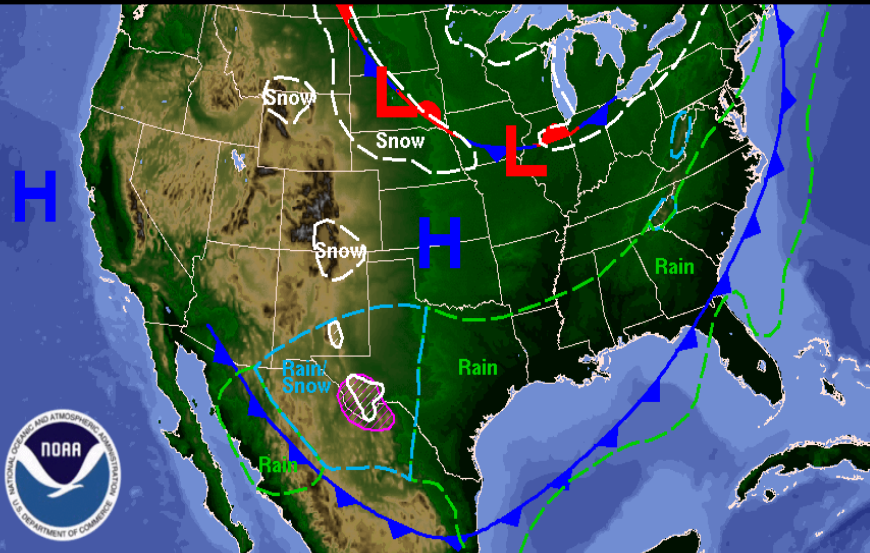 Snow
L
Snow
L
H
H
Snow
Rain
Rain/
Snow
Rain
Rain
NATIONAL OCEANIC AND ATMOSPHERIC ADMINISTRATION
NOAA
U.S. DEPARTMENT OF COMMERCE